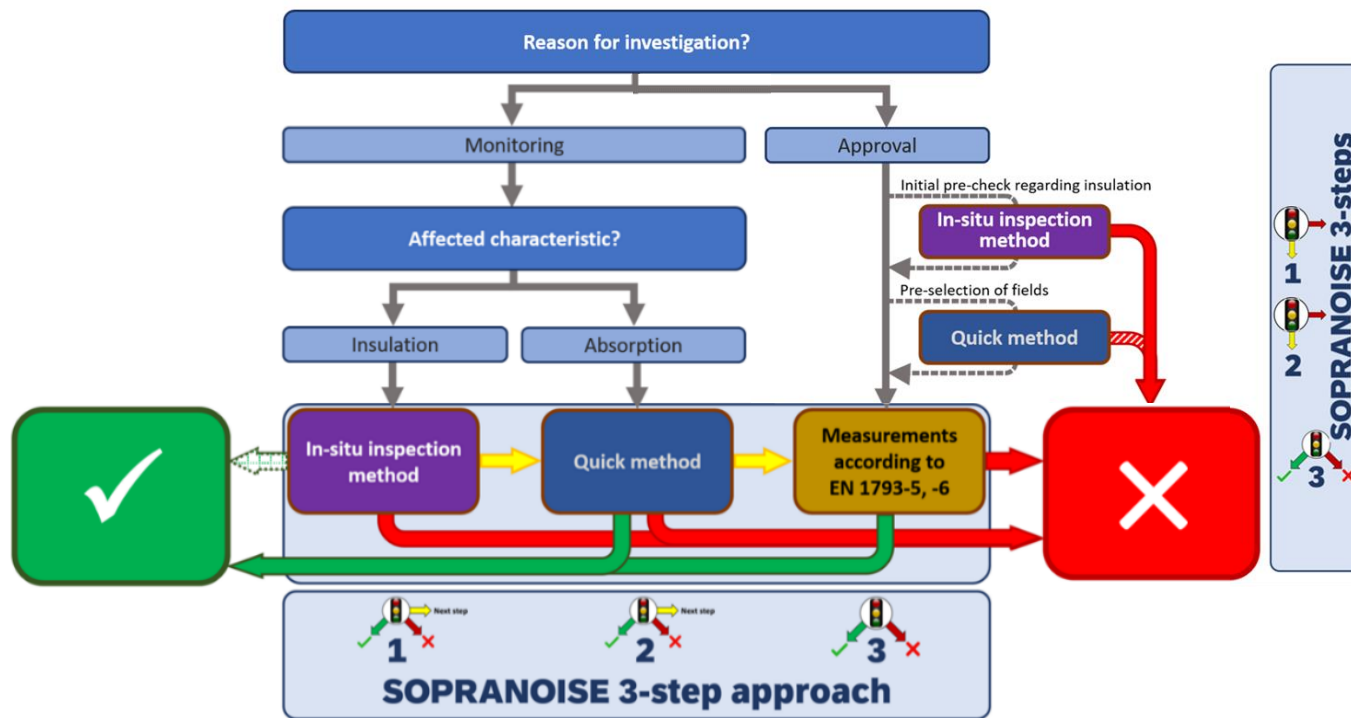 Reason for investigation?
Monitoring
Approval
Initial pre-check regarding insulation
In-situ inspection
method
Affected characteristic?
Pre-selection of fields
Quick method
Insulation
Absorption
In-situ inspection
method
Quick method
Measurements
according to
EN 1793-5, -6
Next step
1
Next step
2
3
SOPRANOISE 3-step approach
1
2
3
SOPRANOISE 3-steps